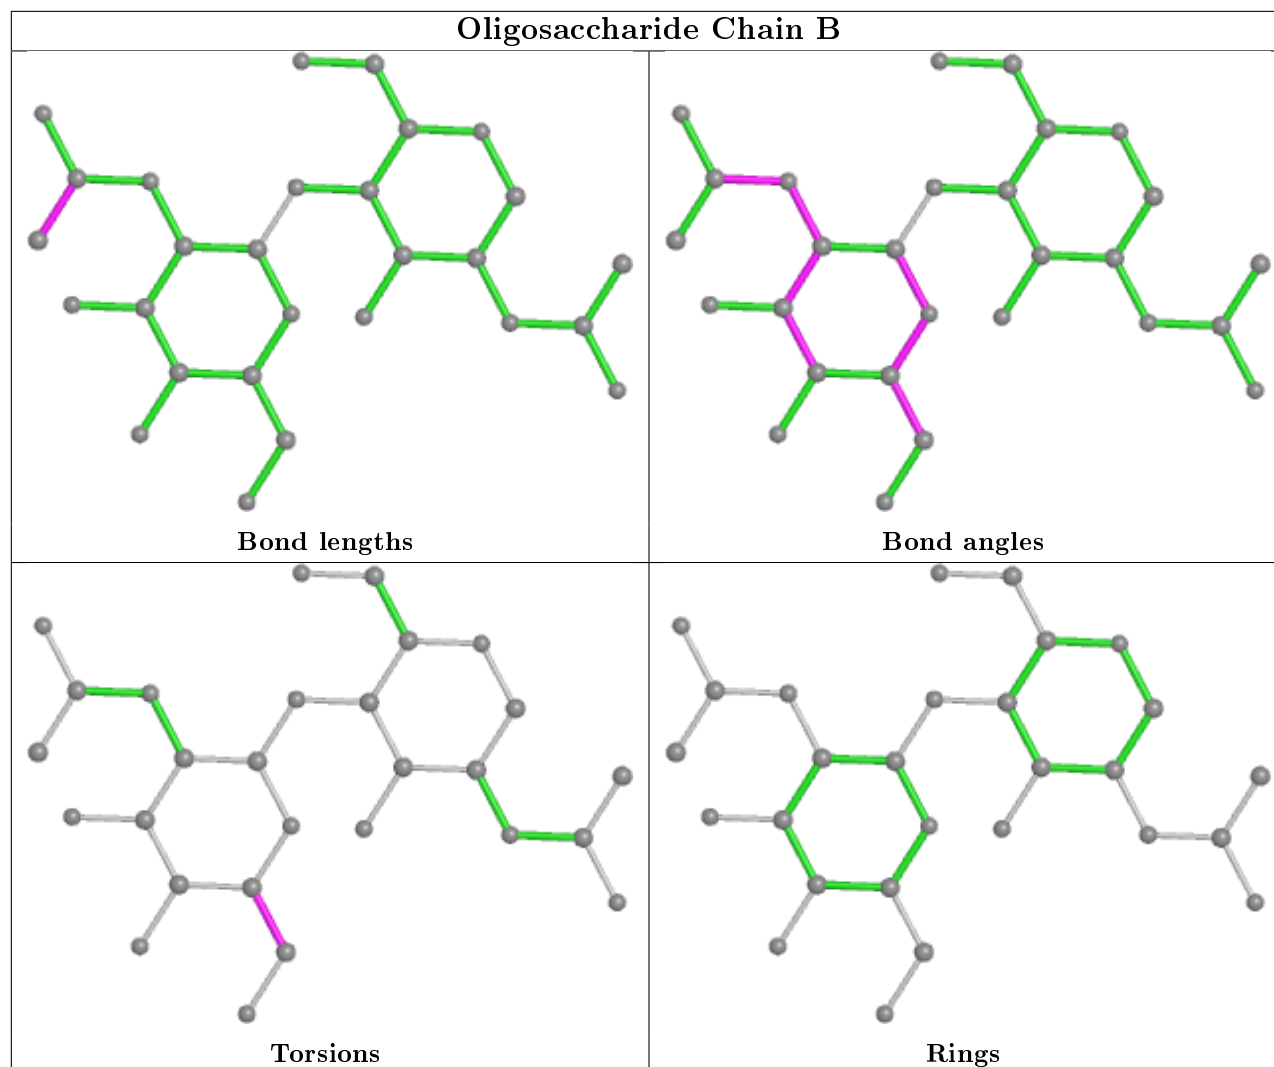 Oligosaccharide Chain B
Bond lengths
Bond angles
Torsions
Rings